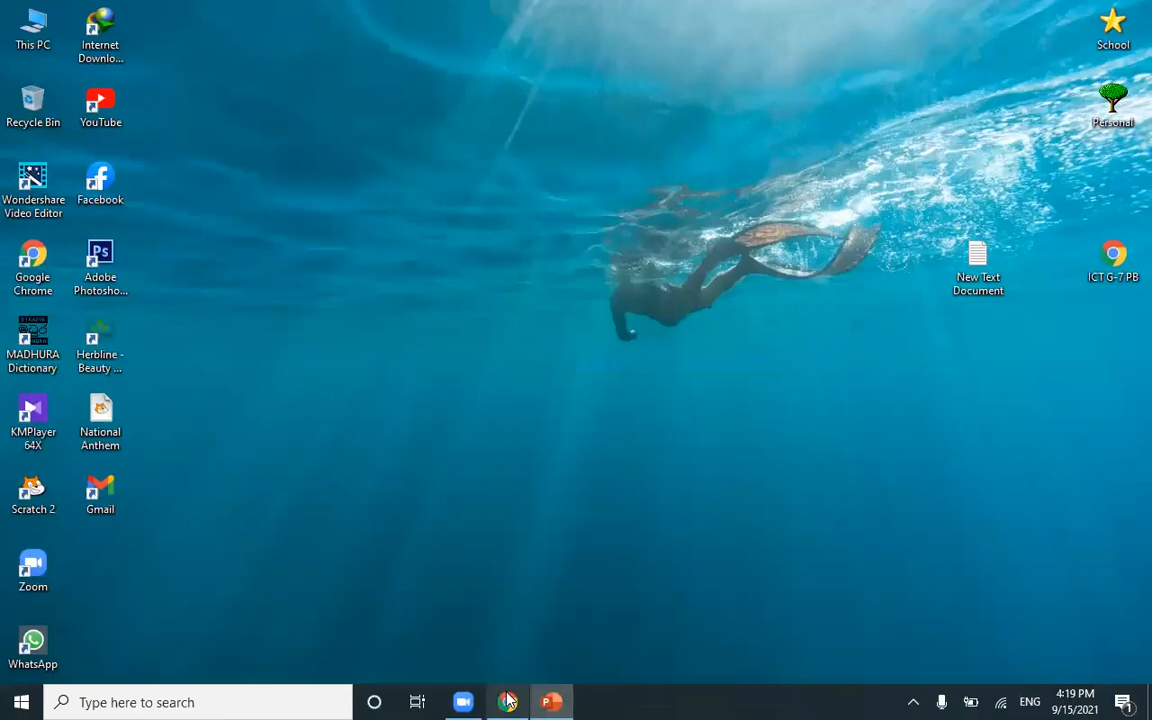 This PC
Internet
Downlo...
Recycle Bin
YouTube
Wondershare
Video Editor
Facebook
Google
Chrome
Ps
Adobe
Photosho...
MADHURA
Dictionary
Herbline -
Beauty ...
KMPlayer
64X
National
Anthem
Scratch 2
Gmail
Zoom
WhatsApp
School
Personal
New Text
Document
ICT G-7 PB
Type here to search
P
ENG
4:19 PM
9/15/2021
1